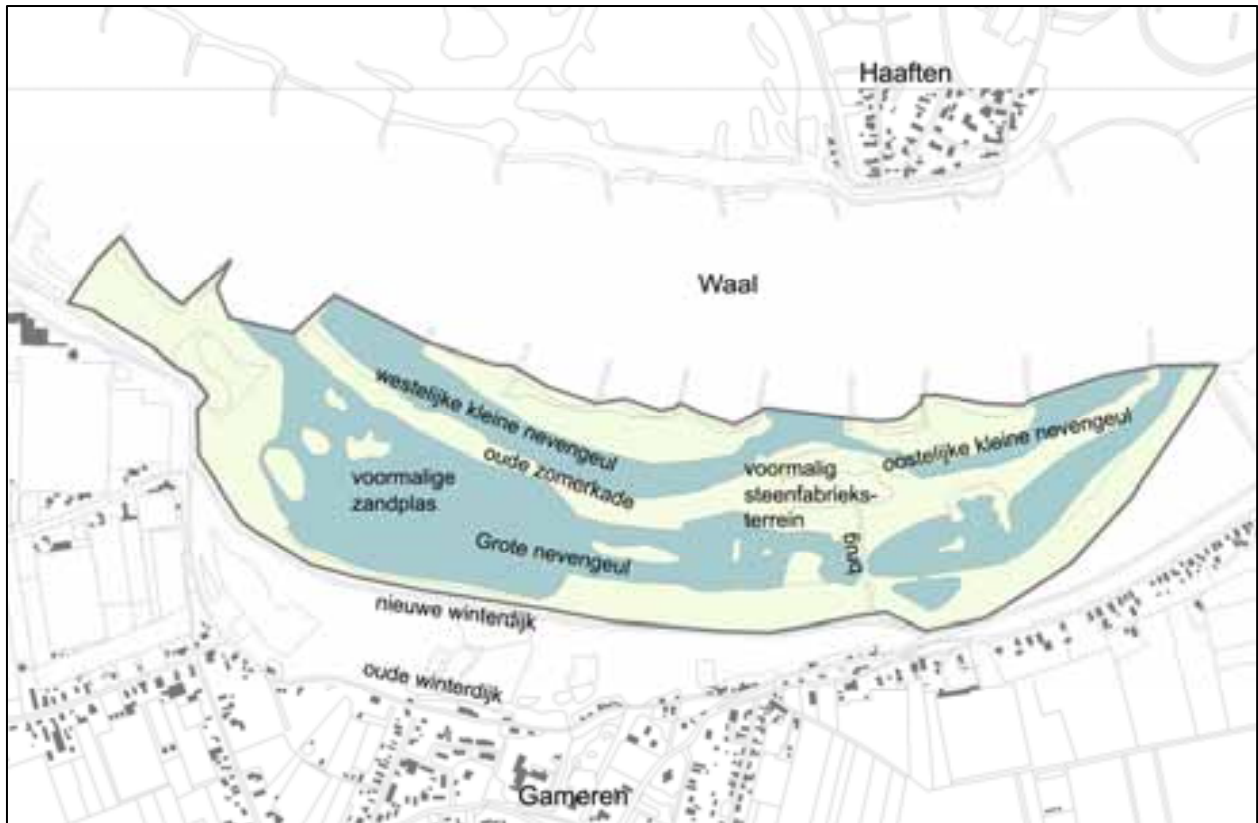 Haaften
Waal
westelijke kleine nevengeul
oude zomerkade
voormalige
zandplas
voormalig
steenfabrieks-
terrein
oostelijke kleine nevengeul
Grote nevengeul
brug
nieuwe winterdijk
oude winterdijk
Gameren